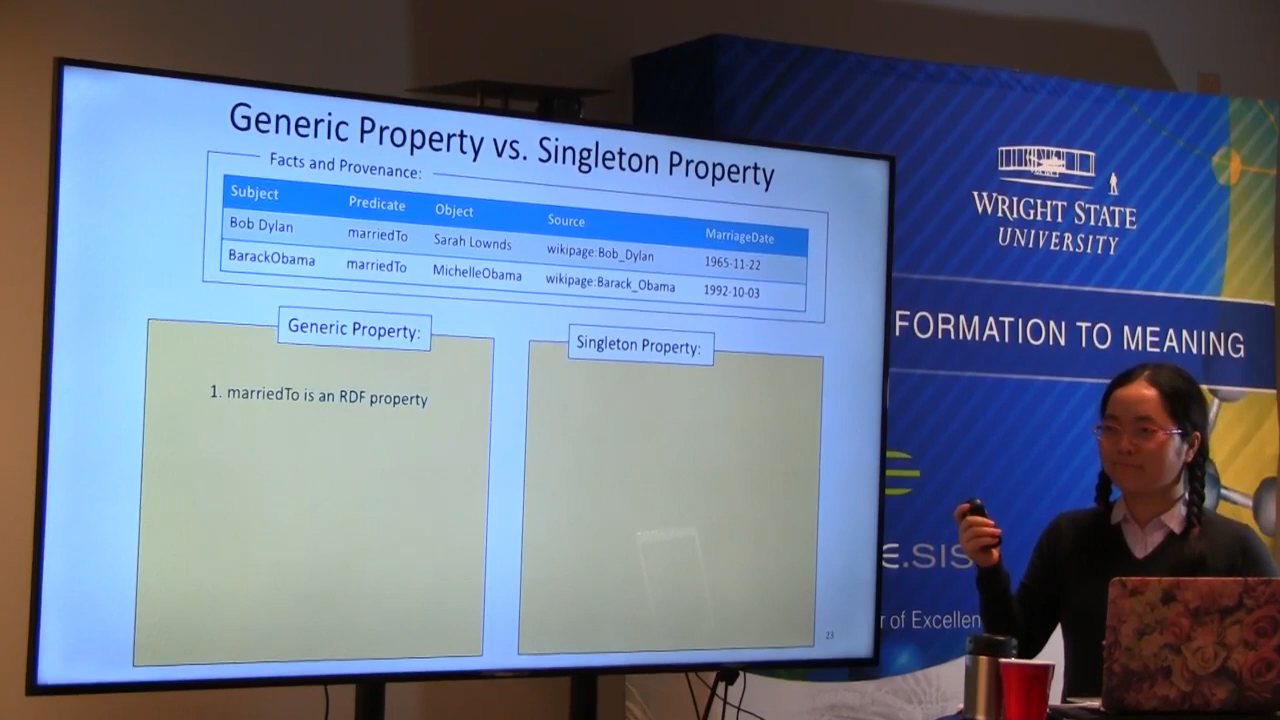 Generic Property vs. Singleton Property
Facts and Provenance:
Subject Predicate Object Source MarriageDate
Bob Dylan marriedTo Sarah Lownds wikipage:Bob_Dylan 1965-11-22
BarackObama marriedTo MichelleObama wikipage:Barack_Obama 1992-10-03
Generic Property:
Singleton Property:
1. marriedTo is an RDF property
23
WRIGHT STATE
UNIVERSITY
FORMATION TO MEANING
E.SIS
r of Excellen